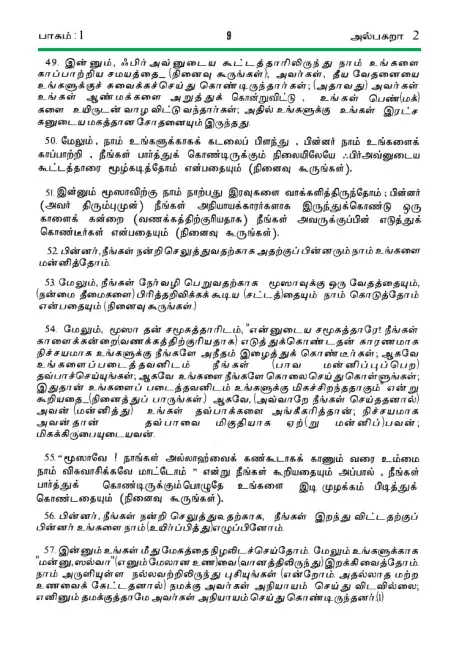 பாகம் : 1 9 அல்பகறா 2
49. இன்னும், ஃபிர்அவ்னுடைய கூட்டத்தாரிலிருந்து நாம் உங்களை
காப்பாற்றிய சமயத்தை_ (நினைவு கூருங்கள்), அவர்கள், தீய வேதனையை
உங்களுக்குச் சுவைக்கச்செய்து கொண்டிருந்தார்கள்; (அதாவது) அவர்கள்
உங்கள் ஆண்மக்களை அறுத்துக் கொன்றுவிட்டு , உங்கள் பெண்(மக்)
களை உயிருடன் வாழ விட்டு வந்தார்கள்; அதில் உங்களுக்கு உங்கள் இரட்ச
கனுடைய மகத்தான சோதனையும் இருந்தது.
50. மேலும், நாம் உங்களுக்காகக் கடலைப் பிளந்து , பின்னர் நாம் உங்களைக்
காப்பாற்றி , நீங்கள் பார்த்துக் கொண்டிருக்கும் நிலையிலேயே ஃபிர்அவ்னுடைய
கூட்டத்தாரை மூழ்கடித்தோம் என்பதையும் (நினைவு கூருங்கள்).
51. இன்னும் மூஸாவிற்கு நாம் நாற்பது இரவுகளை வாக்களித்திருந்தோம் ; பின்னர்
(அவர் திரும்புமுன்) நீங்கள் அநியாயக்காரர்களாக இருந்துக்கொண்டு ஒரு
காளைக் கன்றை (வணக்கத்திற்குரியதாக) நீங்கள் அவருக்குப்பின் எடுத்துக்
கொண்டீர்கள் என்பதையும் (நினைவு கூருங்கள்).
52. பின்னர், நீங்கள் நன்றி செலுத்துவதற்காக அதற்குப் பின்னரும் நாம் உங்களை
மன்னித்தோம்.
53. மேலும், நீங்கள் நேர்வழி பெறுவதற்காக மூஸாவுக்கு ஒரு வேதத்தையும்,
(நன்மை தீமைகளை) பிரித்தறிவிக்கக்கூடிய (சட்டத்)தையும் நாம் கொடுத்தோம்
என்பதையும் (நினைவு கூருங்கள்).
54. மேலும், மூஸா தன் சமூகத்தாரிடம், "என்னுடைய சமூகத்தாரே! நீங்கள்
காளைக்கன்றை(வணக்கத்திற்குரியதாக) எடுத்துக்கொண்டதன் காரணமாக
நிச்சயமாக உங்களுக்கு நீங்களே அநீதம் இழைத்துக் கொண்டீர்கள்; ஆகவே
உங்களைப்படைத்தவனிடம் நீங்கள் (பாவ மன்னிப்புப்பெற)
தவ்பாச்செய்யுங்கள்; ஆகவே உங்களை நீங்களே கொலைசெய்து கொள்ளுங்கள்;
இதுதான் உங்களைப் படைத்தவனிடம் உங்களுக்கு மிகச்சிறந்ததாகும்" என்று
கூறியதை_(நினைத்துப் பாருங்கள்.) ஆகவே, (அவ்வாறே நீங்கள் செய்ததனால்)
அவன் (மன்னித்து) உங்கள் தவ்பாக்களை அங்கீகரித்தான்; நிச்சயமாக
அவன்தான் தவ்பாவை மிகுதியாக ஏற்(று மன்னிப்)பவன்;
மிகக்கிருபையுடையவன்.
55. "மூஸாவே ! நாங்கள் அல்லாஹ்வைக் கண்கூடாகக் காணும் வரை உம்மை
நாம் விசுவாசிக்கவே மாட்டோம் " என்று நீங்கள் கூறியதையும் அப்பால் , நீங்கள்
பார்த்துக் கொண்டிருக்கும்பொழுதே உங்களை இடி முழக்கம் பிடித்துக்
கொண்டதையும் (நினைவு கூருங்கள்).
56. பின்னர், நீங்கள் நன்றி செலுத்துவதற்காக, நீங்கள் இறந்து விட்டதற்குப்
பின்னர் உங்களை நாம் (உயிர்ப்பித்து)எழுப்பினோம்.
57. இன்னும் உங்கள் மீது மேகத்தை நிழலிடச்செய்தோம். மேலும் உங்களுக்காக
"மன்னு, ஸல்வா" (எனும்மேலான உண)வை (வானத்திலிருந்து) இறக்கிவைத்தோம்.
நாம் அருளியுள்ள நல்லவற்றிலிருந்து புசியுங்கள் (என்றோம். அதல்லாத மற்ற
உணவைக் கேட்டதனால்) நமக்கு அவர்கள் அநியாயம் செய்து விடவில்லை;
எனினும் தமக்குத்தாமே அவர்கள் அநியாயம் செய்து கொண்டிருந்தனர்.(1)